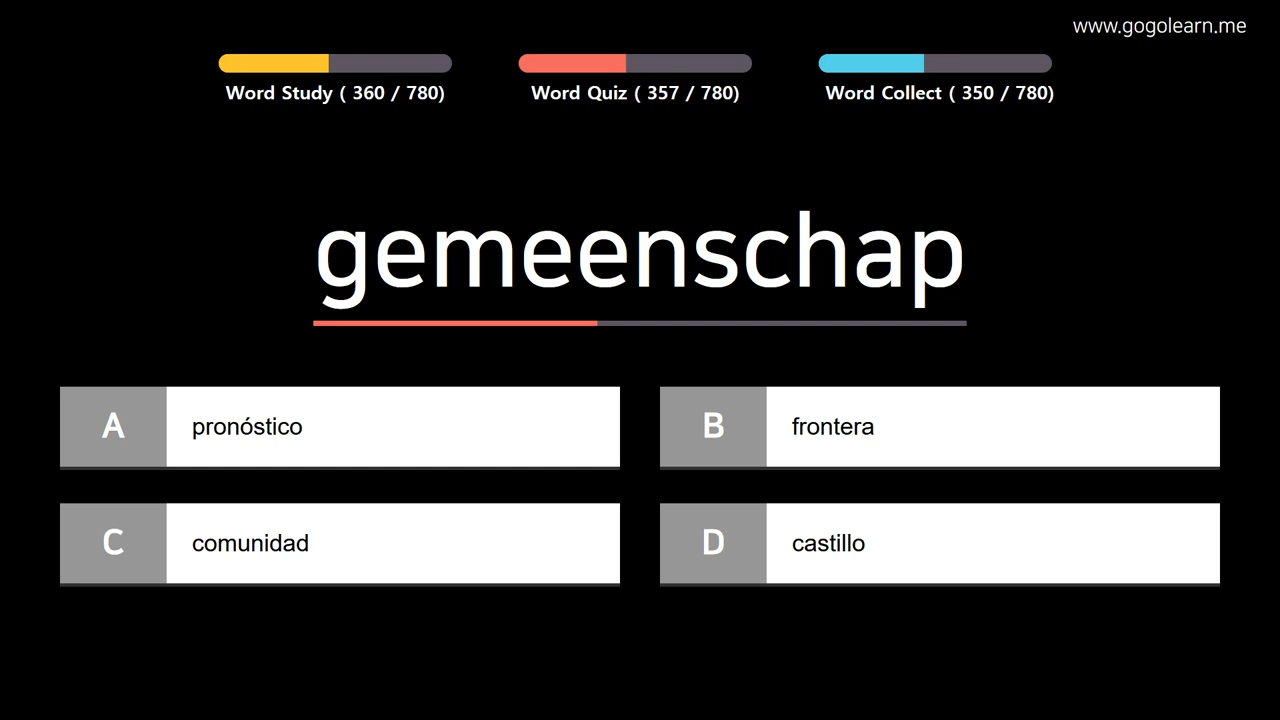 www.gogolearn.me
Word Study ( 360 / 780)
Word Quiz ( 357 / 780)
Word Collect ( 350 / 780)
gemeenschap
A pronóstico
B frontera
C comunidad
D castillo